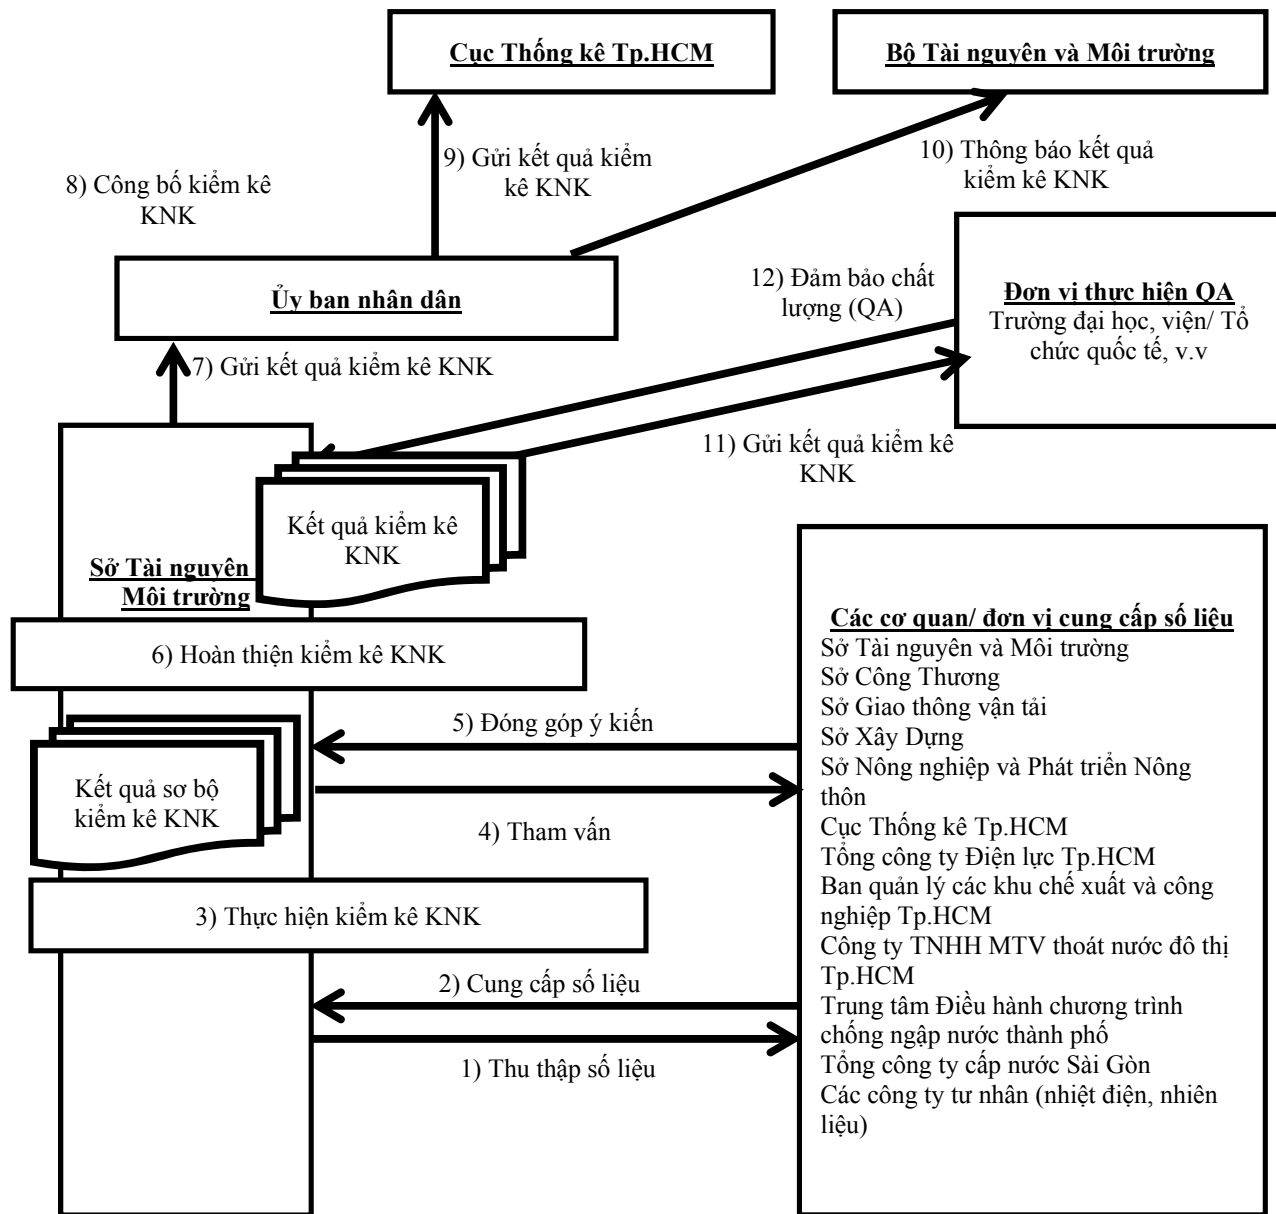 Cục Thống kê Tp.HCM
Bộ Tài nguyên và Môi trường
9) Gửi kết quả kiểm
kê KNK
10) Thông báo kết quả
kiểm kê KNK
8) Công bố kiểm kê
KNK
Ủy ban nhân dân
12) Đảm bảo chất
lượng (QA)
Đơn vị thực hiện QA
Trường đại học, viện/ Tổ
chức quốc tế, v.v
7) Gửi kết quả kiểm kê KNK
11) Gửi kết quả kiểm kê
KNK
Kết quả kiểm kê
KNK
Sở Tài nguyên
Môi trường
6) Hoàn thiện kiểm kê KNK
5) Đóng góp ý kiến
Kết quả sơ bộ
kiểm kê KNK
4) Tham vấn
3) Thực hiện kiểm kê KNK
2) Cung cấp số liệu
1) Thu thập số liệu
Các cơ quan/ đơn vị cung cấp số liệu
Sở Tài nguyên và Môi trường
Sở Công Thương
Sở Giao thông vận tải
Sở Xây Dựng
Sở Nông nghiệp và Phát triển Nông
thôn
Cục Thống kê Tp.HCM
Tổng công ty Điện lực Tp.HCM
Ban quản lý các khu chế xuất và công
nghiệp Tp.HCM
Công ty TNHH MTV thoát nước đô thị
Tp.HCM
Trung tâm Điều hành chương trình
chống ngập nước thành phố
Tổng công ty cấp nước Sài Gòn
Các công ty tư nhân (nhiệt điện, nhiên
liệu)